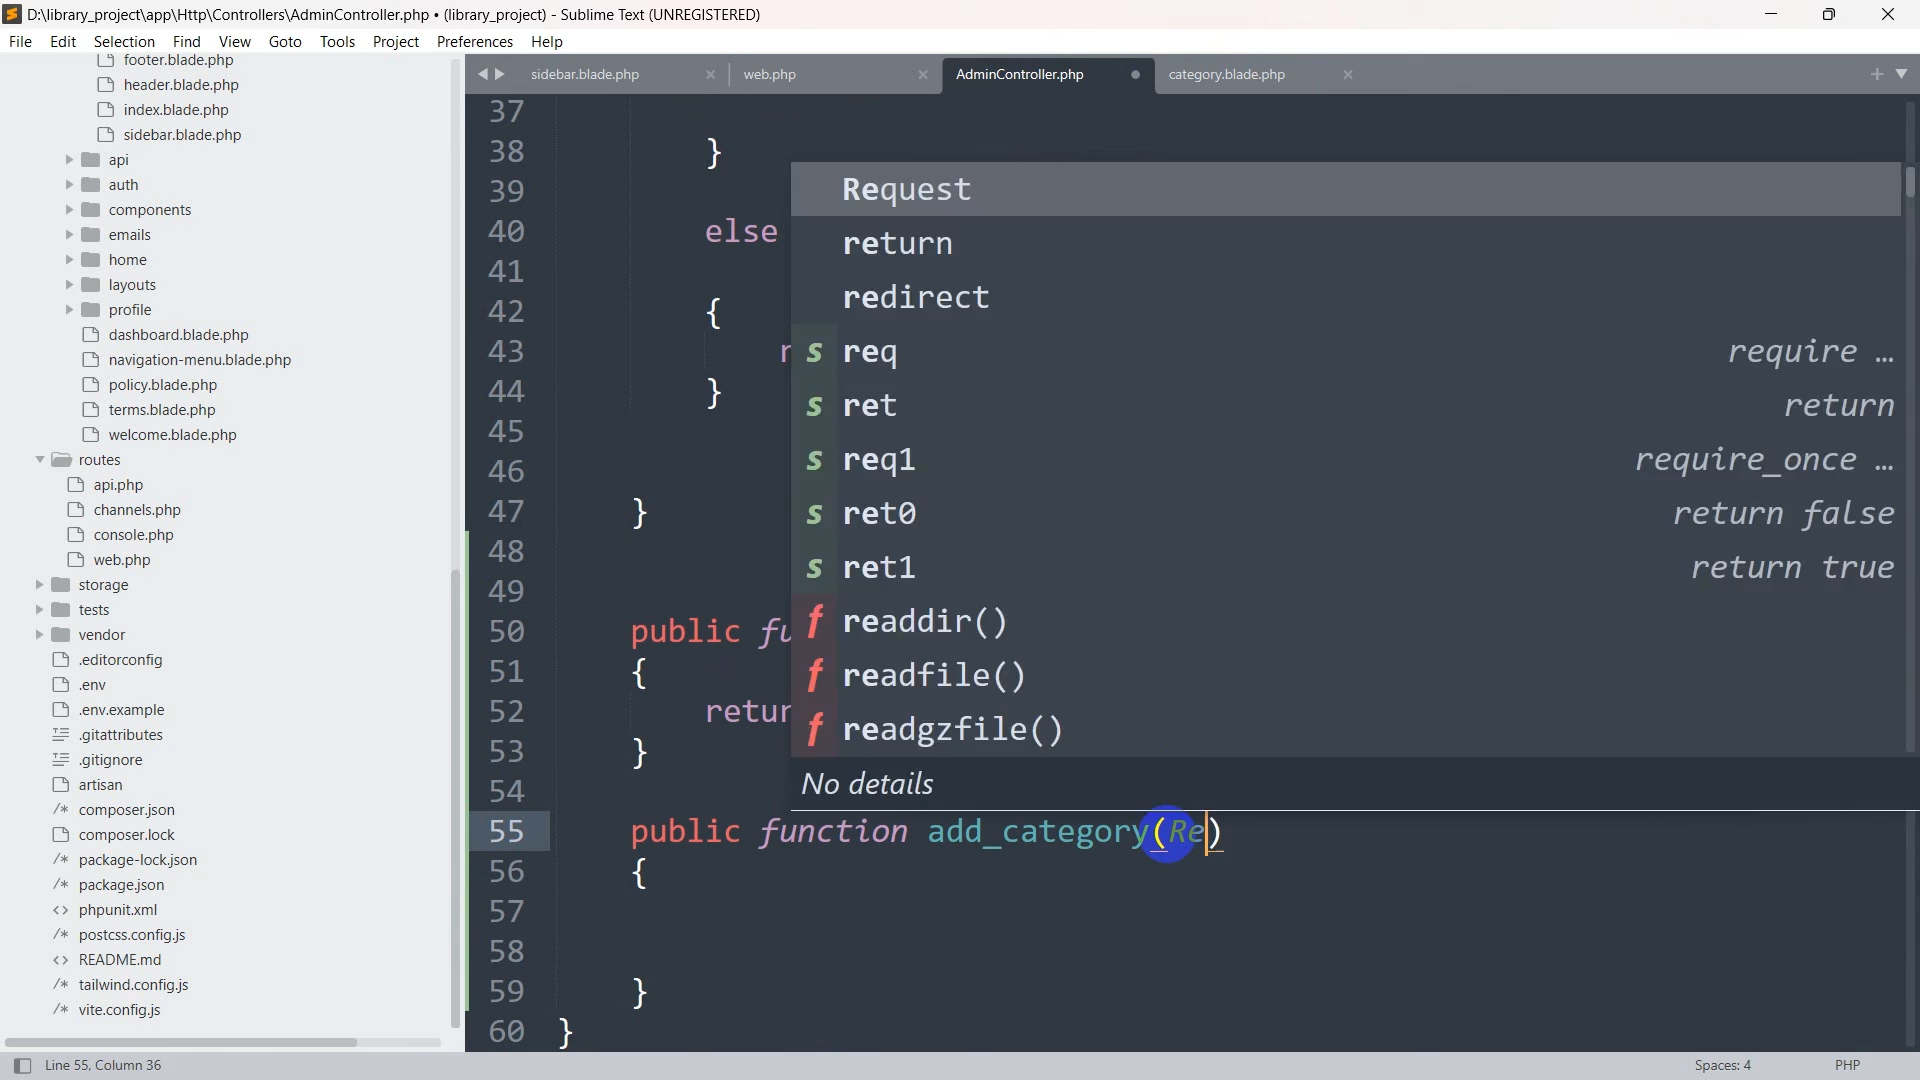 D:\library_project\app\Http\Controllers\AdminController.php • (library_project) - Sublime Text (UNREGISTERED)
File Edit Selection Find View Goto Tools Project Preferences Help
footer.blade.php
header.blade.php
index.blade.php
sidebar.blade.php
api
auth
components
emails
home
layouts
profile
dashboard.blade.php
navigation-menu.blade.php
policy.blade.php
terms.blade.php
welcome.blade.php
routes
api.php
channels.php
console.php
web.php
storage
tests
vendor
.editorconfig
.env
.env.example
.gitattributes
.gitignore
artisan
composer.json
composer.lock
package-lock.json
package.json
phpunit.xml
postcss.config.js
README.md
tailwind.config.js
vite.config.js
sidebar.blade.php web.php AdminController.php category.blade.php
37
38 }
39
40 else
41
42 {
43 r
44 }
45
46
47 }
48
49
50 public fu
51 {
52 retur
53 }
54
55 public function add_category(Re)
56 {
57
58
59 }
60 }
Request
return
redirect
s req require …
s ret return
s req1 require_once …
s ret0 return false
s ret1 return true
f readdir()
f readfile()
f readgzfile()
No details
Line 55, Column 36 Spaces: 4 PHP